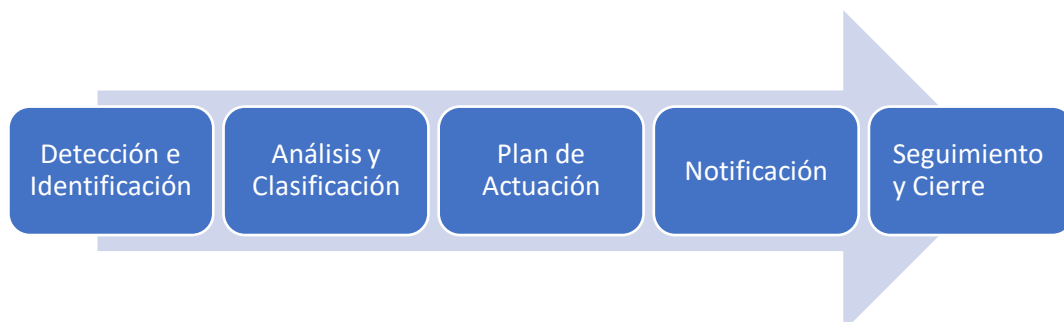 Detección e
Identificación
Análisis y
Clasificación
Plan de
Actuación
Notificación
Seguimiento
y Cierre